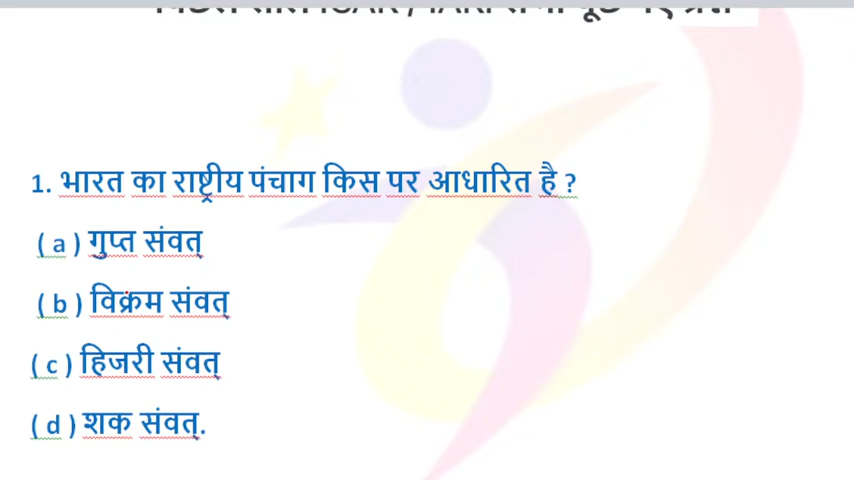 1. भारत का राष्ट्रीय पंचाग किस पर आधारित है ?
( a ) गुप्त संवत्
( b ) विक्रम संवत्
( c ) हिजरी संवत्
( d ) शक संवत्.